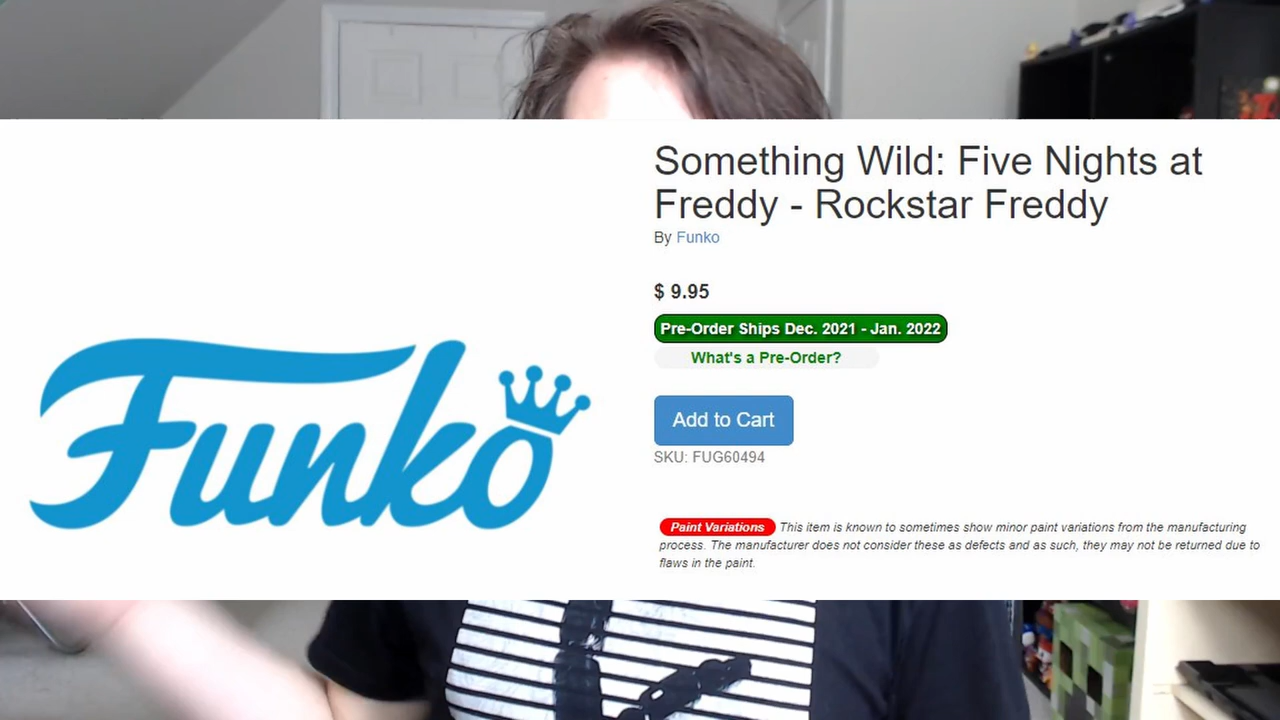 Something Wild: Five Nights at
Freddy - Rockstar Freddy
By Funko
$ 9.95
Pre-Order Ships Dec. 2021 - Jan. 2022
What's a Pre-Order?
Funko
Add to Cart
SKU: FUG60494
Paint Variations This item is known to sometimes show minor paint variations from the manufacturing
process. The manufacturer does not consider these as defects and as such, they may not be returned due to
flaws in the paint.